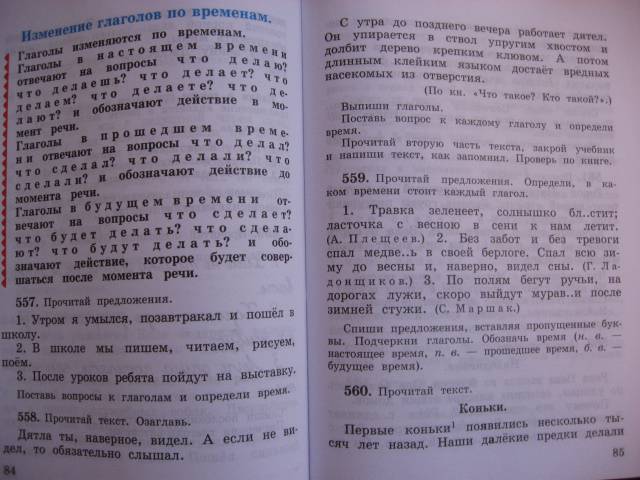 Изменение глаголов по временам.
Глаголы изменяются по временам.
Глаголы в настоящем времени
отвечают на вопросы что делаю?
что делаешь? что делает? что
делаем? что делаете? что де-
лают? и обозначают действие в мо-
мент речи.
Глаголы в прошедшем време-
ни отвечают на вопросы что делал?
что сделал? что делали? что
сделали? и обозначают действие до
момента речи.
Глаголы в будущем времени от-
вечают на вопросы что сделает?
что будет делать? что сдела-
ют? что будут делать? и обо-
значают действие, которое будет совер-
шаться после момента речи.
557. Прочитай предложения.
1. Утром я умылся, позавтракал и пошёл в
школу.
2. В школе мы пишем, читаем, рисуем,
поём.
3. После уроков ребята пойдут на выставку.
Поставь вопросы к глаголам и определи время.
558. Прочитай текст. Озаглавь.
Дятла ты, наверное, видел. А если не ви-
дел, то обязательно слышал.
84
С утра до позднего вечера работает дятел.
Он упирается в ствол упругим хвостом и
долбит дерево крепким клювом. А потом
длинным клейким языком достаёт вредных
насекомых из отверстия.
(По кн. «Что такое? Кто такой?».)
Выпиши глаголы.
Поставь вопрос к каждому глаголу и определи
время.
Прочитай вторую часть текста, закрой учебник
и напиши текст, как запомнил. Проверь по книге.
559. Прочитай предложения. Определи, в ка-
ком времени стоит каждый глагол.
1. Травка зеленеет, солнышко бл..стит;
ласточка с весною в сени к нам летит.
(А. Плещеев.) 2. Без забот и без тревоги
спал медве..ь в своей берлоге. Спал всю зи-
му до весны и, наверно, видел сны. (Г. Ла-
донщиков.) 3. По полям бегут ручьи, на
дорогах лужи, скоро выйдут мурав..и после
зимней стужи. (С. Маршак.)
Спиши предложения, вставляя пропущенные бук-
вы. Подчеркни глаголы. Обозначь время (н. в. —
настоящее время, п. в. — прошедшее время, б. в. —
будущее время).
560. Прочитай текст.
Коньки.
Первые коньки¹ появились несколько ты-
сяч лет назад. Наши далёкие предки делали
85